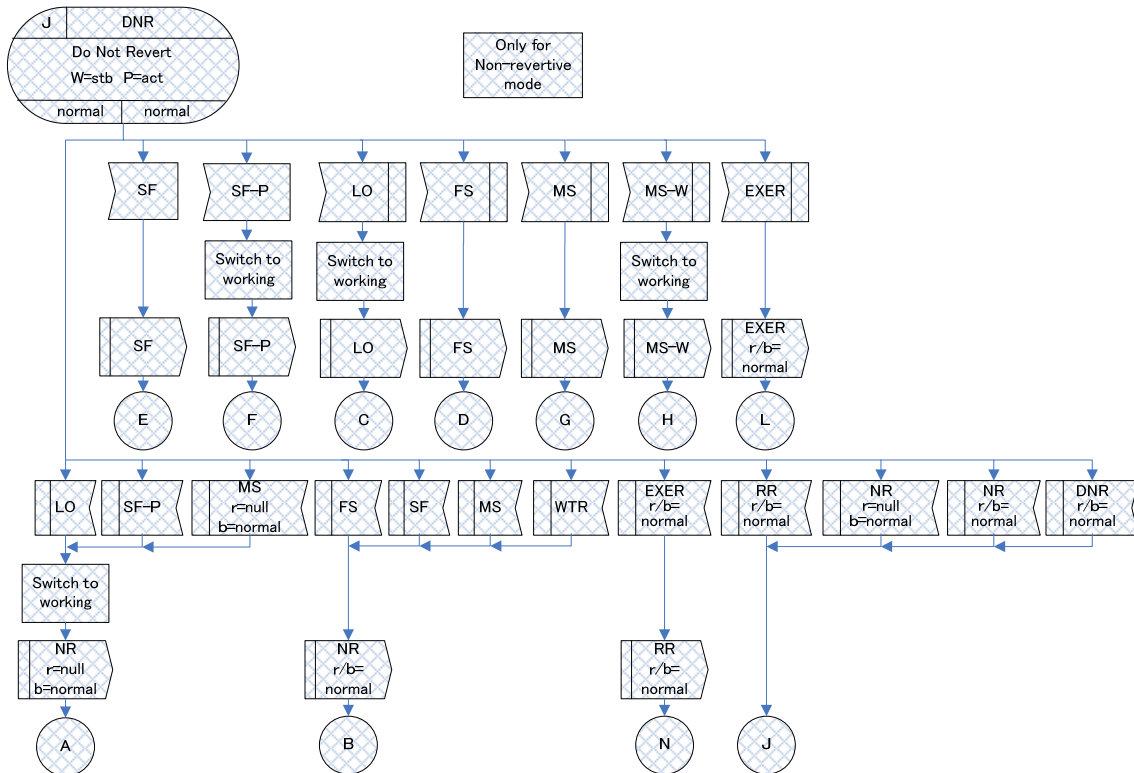 J DNR
Do Not Revert
W=stb P=act
normal normal
Only for
Non-revertive
mode
SF SF-P LO FS MS MS-W EXER
Switch to
working
Switch to
working
Switch to
working
SF SF-P LO FS MS MS-W
EXER
r/b=
normal
E F C D G H L
LO SF-P
MS
r=null
b=normal
FS SF MS WTR
EXER
r/b=
normal
RR
r/b=
normal
NR
r=null
b=normal
NR
r/b=
normal
DNR
r/b=
normal
Switch to
working
NR
r=null
b=normal
NR
r/b=
normal
RR
r/b=
normal
A B N J